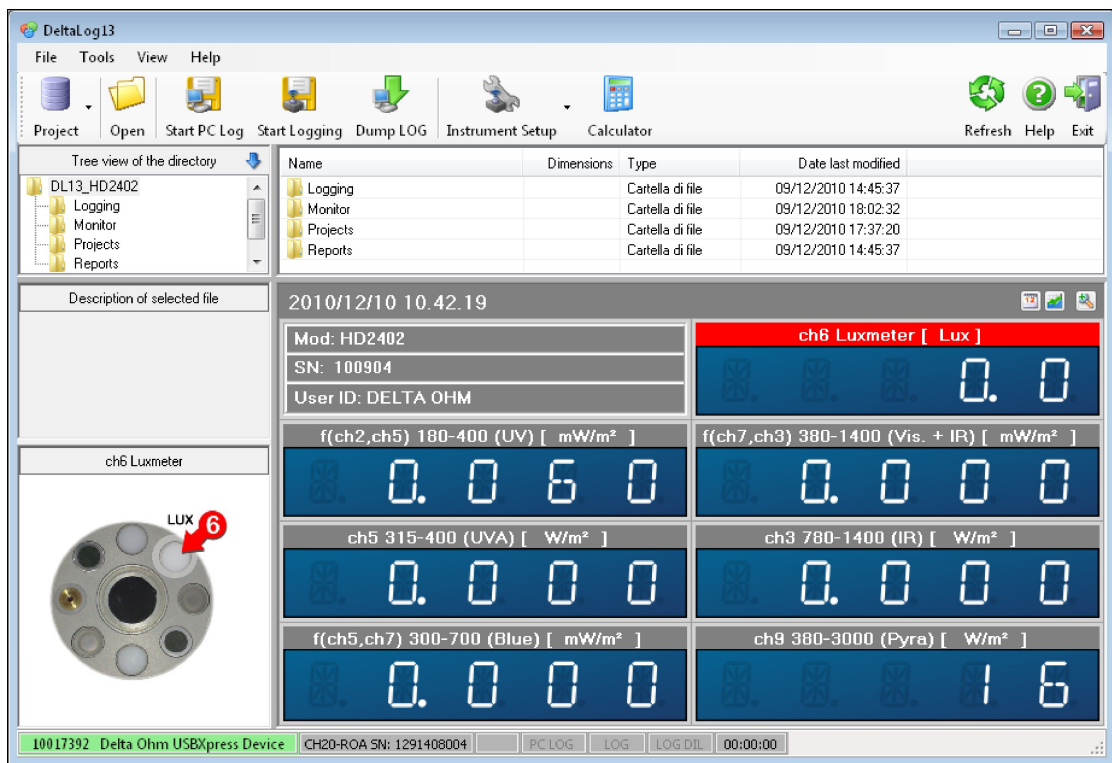 DeltaLog13
File Tools View Help
Project Open Start PC Log Start Logging Dump LOG Instrument Setup Calculator Refresh Help Exit
Tree view of the directory
DL13_HD2402
Logging
Monitor
Projects
Reports
Name Dimensions Type Date last modified
Logging Cartella di file 09/12/2010 14:45:37
Monitor Cartella di file 09/12/2010 18:02:32
Projects Cartella di file 09/12/2010 17:37:20
Reports Cartella di file 09/12/2010 14:45:37
Description of selected file
2010/12/10 10.42.19
12
Mod: HD2402
SN: 100904
User ID: DELTA OHM
ch6 Luxmeter [ Lux ]
0.0
f(ch2,ch5) 180-400 (UV) [ mW/m² ]
0.060
f(ch7,ch3) 380-1400 (Vis. + IR) [ mW/m² ]
0.000
ch5 315-400 (UVA) [ W/m² ]
0.000
ch3 780-1400 (IR) [ W/m² ]
0.000
f(ch5,ch7) 300-700 (Blue) [ mW/m² ]
0.000
ch9 380-3000 (Pyra) [ W/m² ]
16
ch6 Luxmeter
LUX 6
10017392 Delta Ohm USBXpress Device CH20-ROA SN: 1291408004 PC LOG LOG LOG DIL 00:00:00